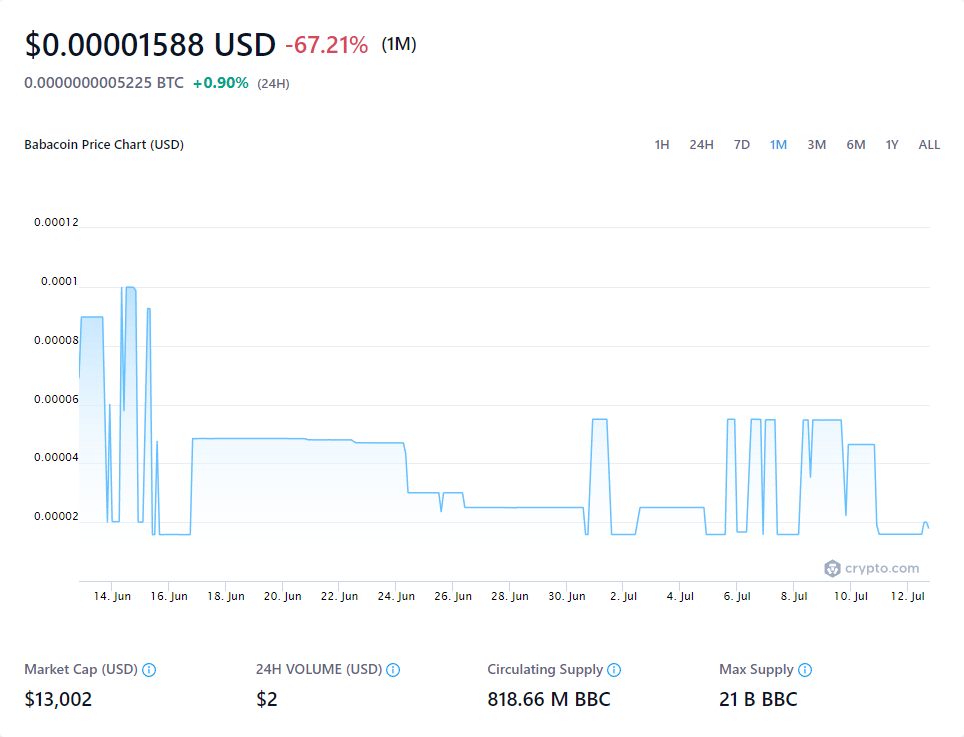 $0.00001588 USD -67.21% (1M)
0.0000000005225 BTC +0.90% (24H)
Babacoin Price Chart (USD) 1H 24H 7D 1M 3M 6M 1Y ALL
0.00012
0.0001
0.00008
0.00006
0.00004
0.00002
crypto.com
14. Jun 16. Jun 18. Jun 20. Jun 22. Jun 24. Jun 26. Jun 28. Jun 30. Jun 2. Jul 4. Jul 6. Jul 8. Jul 10. Jul 12. Jul
Market Cap (USD) 24H VOLUME (USD) Circulating Supply Max Supply
$13,002 $2 818.66 M BBC 21 B BBC